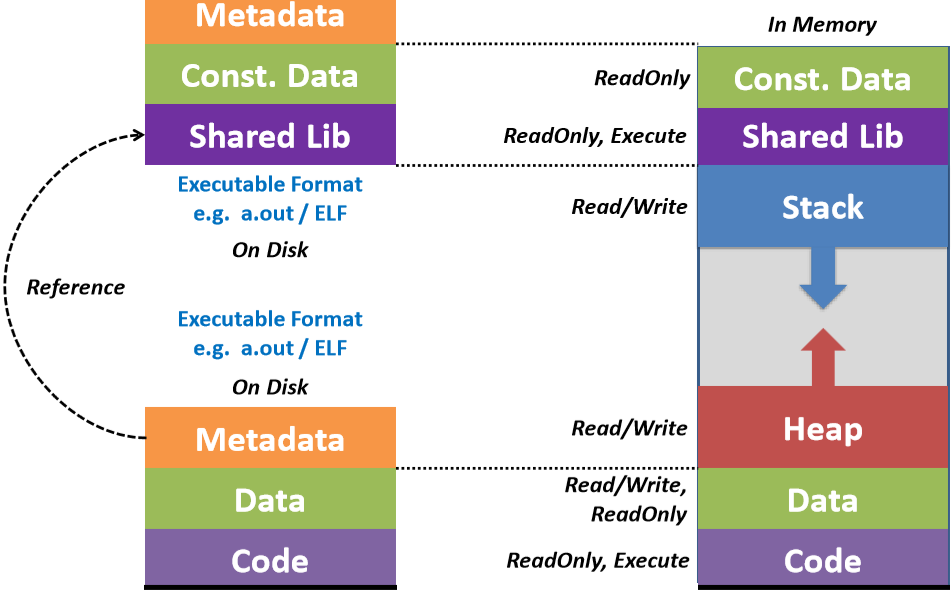 Metadata
Const. Data
Shared Lib
Executable Format
e.g. a.out / ELF
On Disk
Reference
Executable Format
e.g. a.out / ELF
On Disk
Metadata
Data
Code
ReadOnly
ReadOnly, Execute
Read/Write
Read/Write
Read/Write,
ReadOnly
ReadOnly, Execute
In Memory
Const. Data
Shared Lib
Stack
Heap
Data
Code